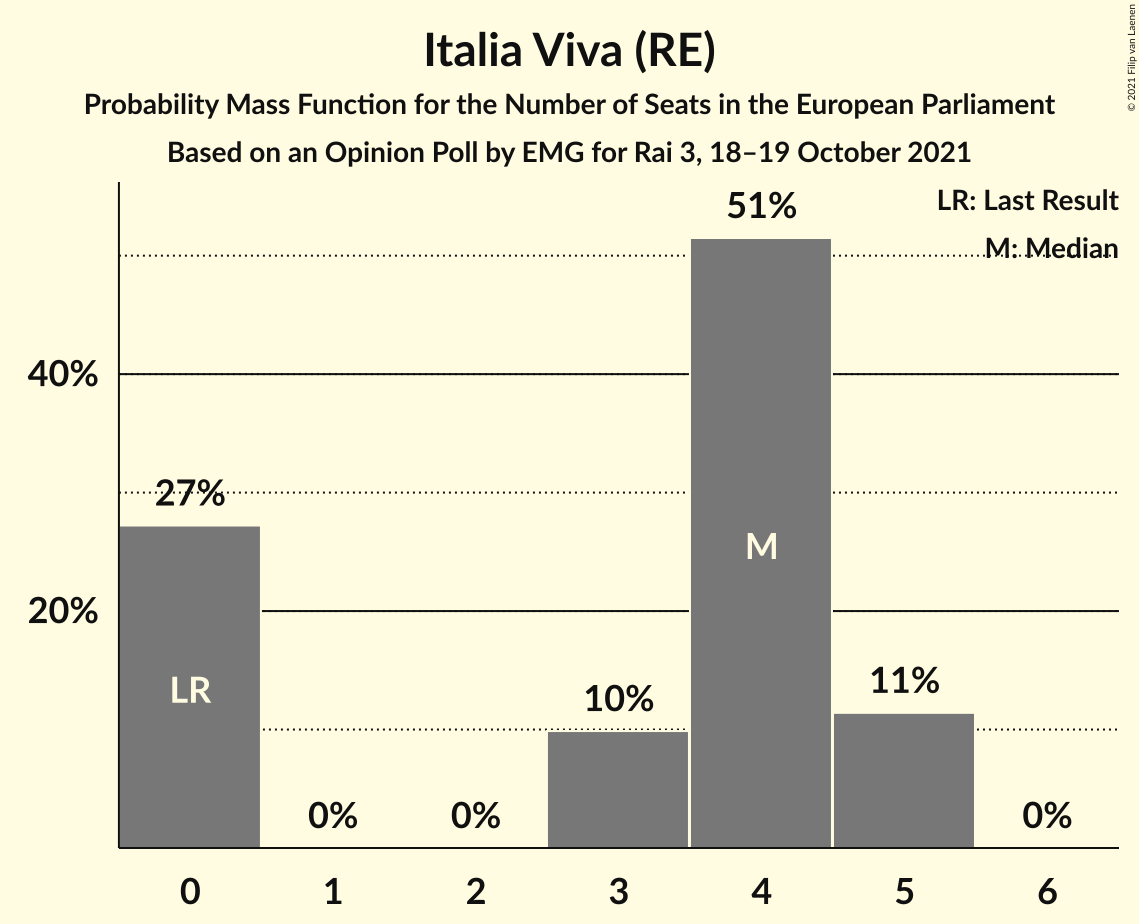 © 2021 Filip van Laenen
Italia Viva (RE)
Probability Mass Function for the Number of Seats in the European Parliament
Based on an Opinion Poll by EMG for Rai 3, 18–19 October 2021
LR: Last Result
M: Median
51%
40%
27%
M
20%
LR
11%
10%
0%
0%
0%
0 1 2 3 4 5 6